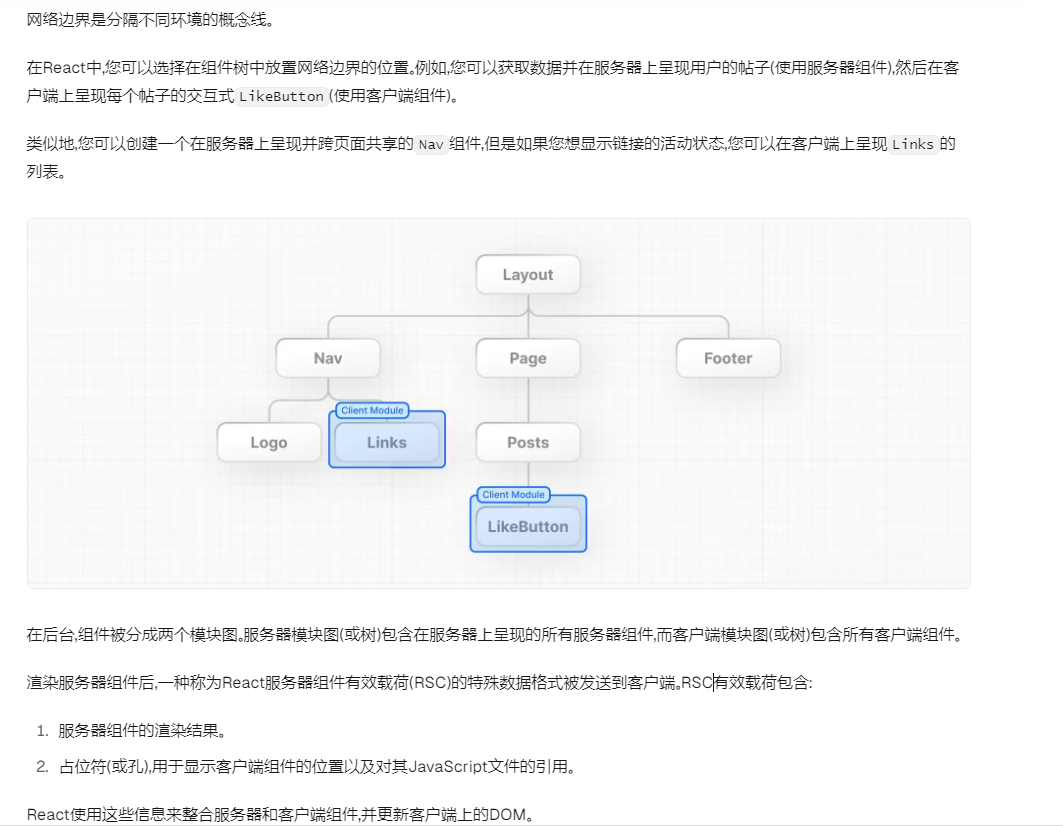 网络边界是分隔不同环境的概念线。
在React中,您可以选择在组件树中放置网络边界的位置。例如,您可以获取数据并在服务器上呈现用户的帖子(使用服务器组件),然后在客
户端上呈现每个帖子的交互式 LikeButton (使用客户端组件)。
类似地,您可以创建一个在服务器上呈现并跨页面共享的 Nav 组件,但是如果您想显示链接的活动状态,您可以在客户端上呈现 Links 的
列表。
Layout
Nav
Page
Footer
Client Module
Logo
Links
Posts
Client Module
LikeButton
在后台,组件被分成两个模块图。服务器模块图(或树)包含在服务器上呈现的所有服务器组件,而客户端模块图(或树)包含所有客户端组件。
渲染服务器组件后,一种称为React服务器组件有效载荷(RSC)的特殊数据格式被发送到客户端。RSC有效载荷包含:
1. 服务器组件的渲染结果。
2. 占位符(或孔),用于显示客户端组件的位置以及对其JavaScript文件的引用。
React使用这些信息来整合服务器和客户端组件,并更新客户端上的DOM。